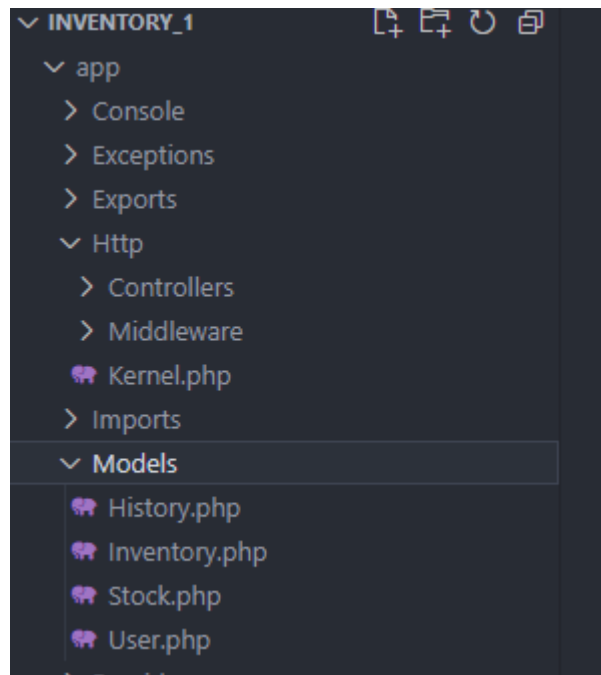 INVENTORY_1
app
Console
Exceptions
Exports
Http
Controllers
Middleware
Kernel.php
Imports
Models
History.php
Inventory.php
Stock.php
User.php